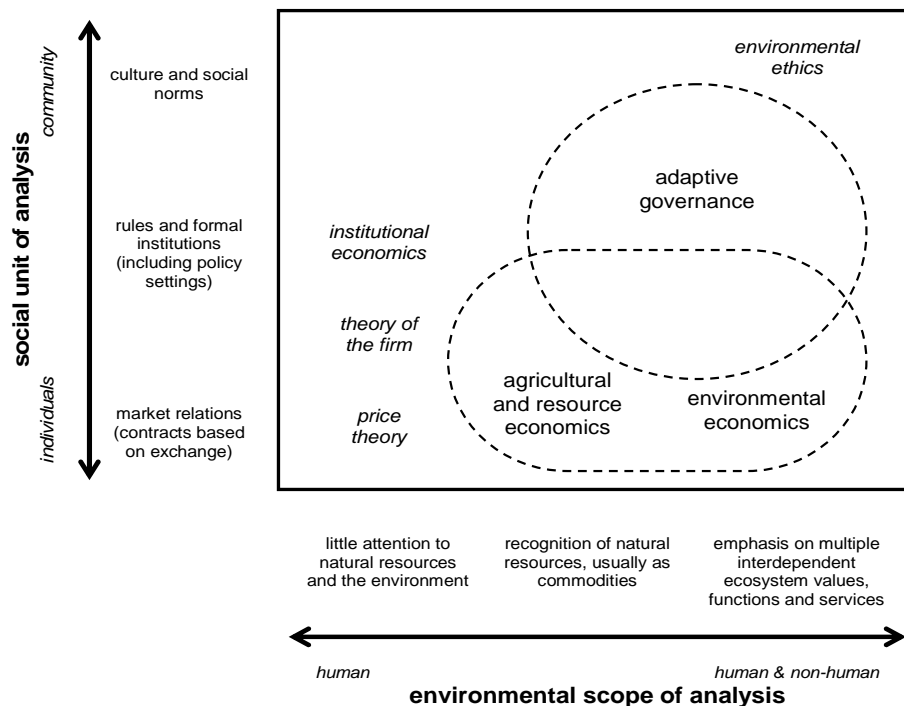 social unit of analysis
community
individuals
culture and social
norms
rules and formal
institutions
(including policy
settings)
market relations
(contracts based
on exchange)
environmental
ethics
adaptive
governance
institutional
economics
theory of
the firm
price
theory
agricultural
and resource
economics
environmental
economics
little attention to
natural resources
and the environment
recognition of natural
resources, usually as
commodities
emphasis on multiple
interdependent
ecosystem values,
functions and services
human
human & non-human
environmental scope of analysis